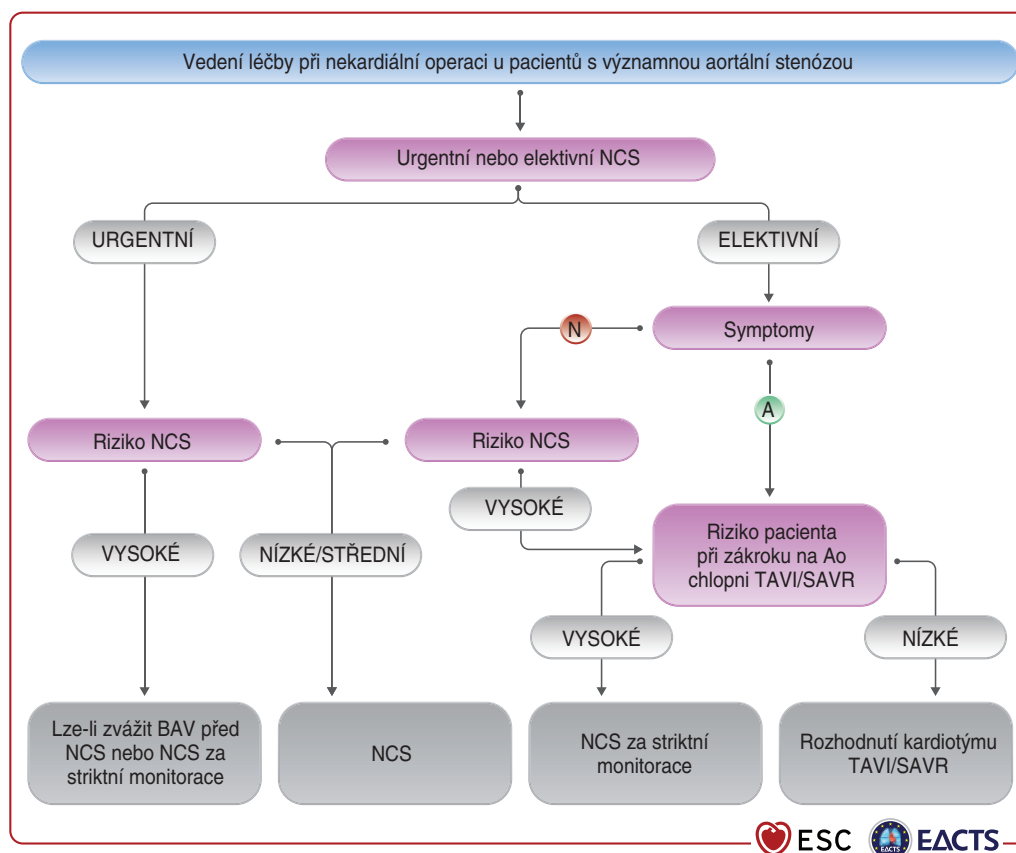 Vedení léčby při nekardiální operaci u pacientů s významnou aortální stenózou
Urgentní nebo elektivní NCS
URGENTNÍ
ELEKTIVNÍ
N
Symptomy
A
Riziko NCS
Riziko NCS
VYSOKÉ
Riziko pacienta
při zákroku na Ao
chlopni TAVI/SAVR
VYSOKÉ
NÍZKÉ/STŘEDNÍ
VYSOKÉ
NÍZKÉ
Lze-li zvážit BAV před
NCS nebo NCS za
striktní monitorace
NCS
NCS za striktní
monitorace
Rozhodnutí kardiotýmu
TAVI/SAVR
ESC
EACTS
EACTS